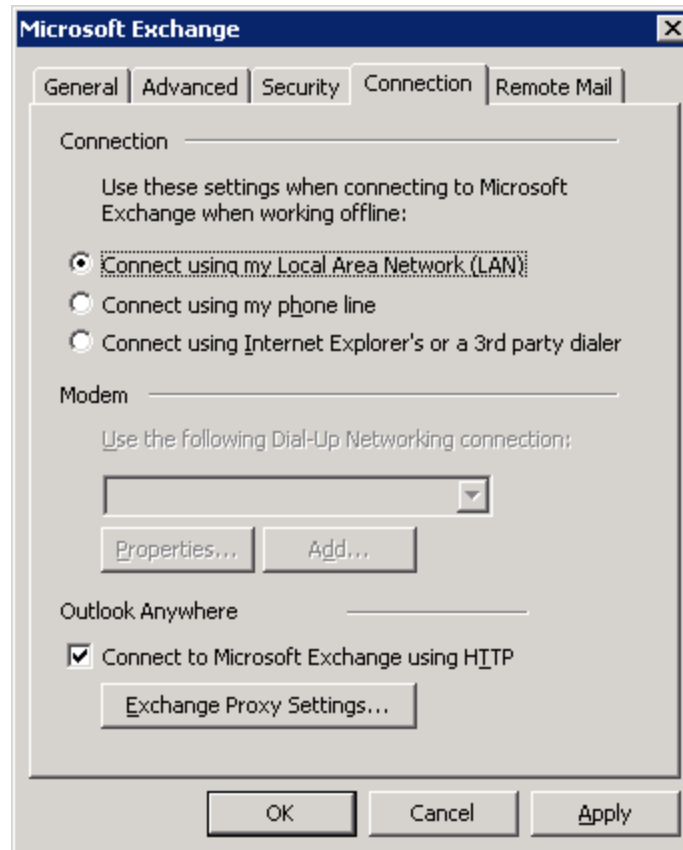 Microsoft Exchange
General Advanced Security Connection Remote Mail
Connection
Use these settings when connecting to Microsoft
Exchange when working offline:
Connect using my Local Area Network (LAN)
Connect using my phone line
Connect using Internet Explorer's or a 3rd party dialer
Modem
Use the following Dial-Up Networking connection:
Properties... Add...
Outlook Anywhere
Connect to Microsoft Exchange using HTTP
Exchange Proxy Settings...
OK Cancel Apply